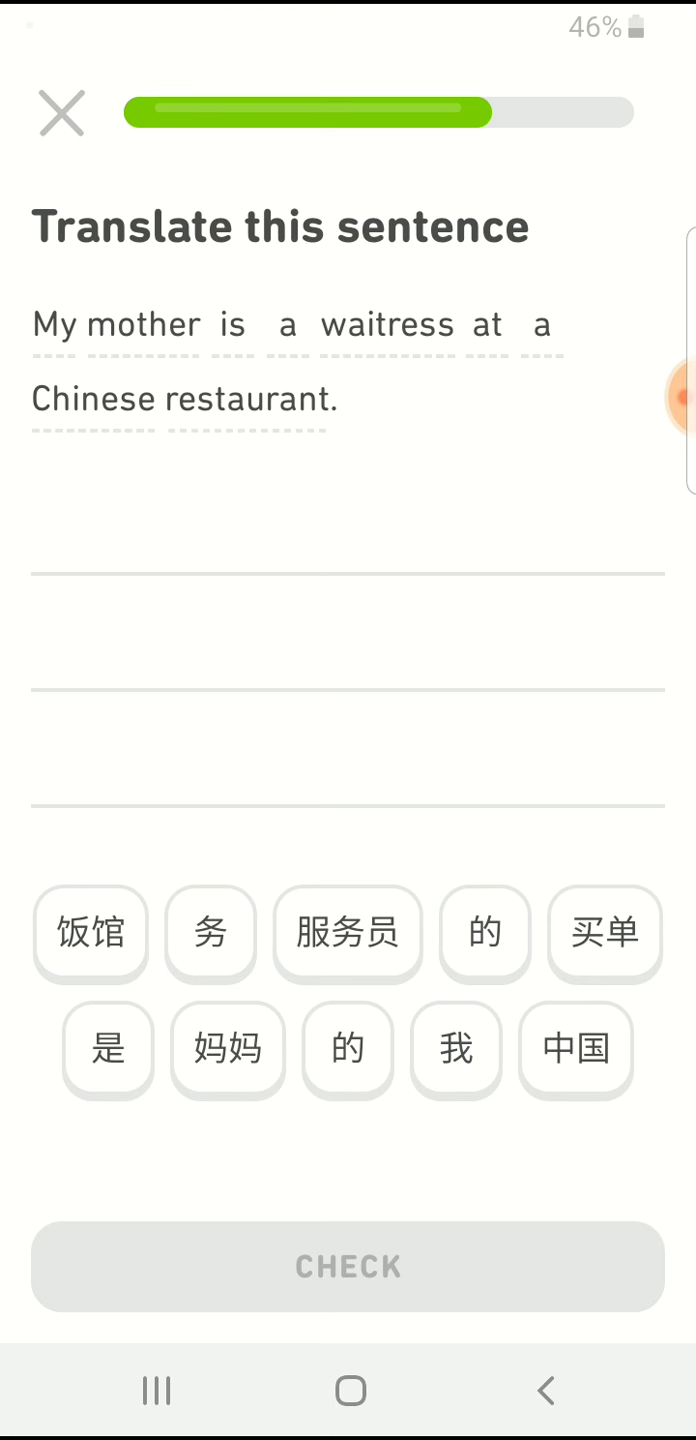 46%
Translate this sentence
My mother is a waitress at a
Chinese restaurant.
饭馆 务 服务员 的 买单
是 妈妈 的 我 中国
CHECK